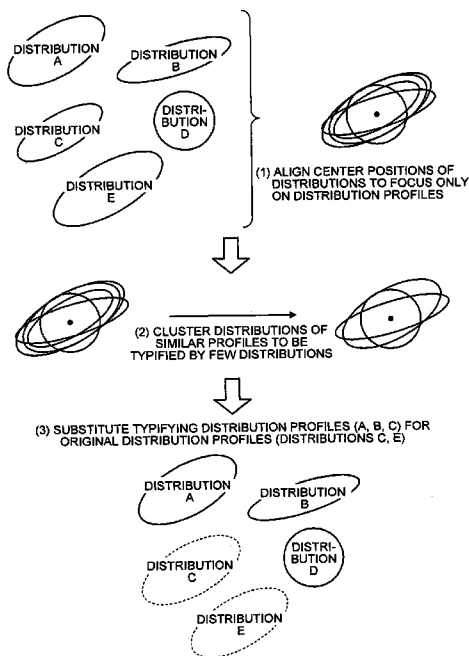 DISTRIBUTION
A
DISTRIBUTION
B
DISTRIBUTION
C
DISTRI-
BUTION
D
DISTRIBUTION
E
(1) ALIGN CENTER POSITIONS OF
DISTRIBUTIONS TO FOCUS ONLY
ON DISTRIBUTION PROFILES
(2) CLUSTER DISTRIBUTIONS OF
SIMILAR PROFILES TO BE
TYPIFIED BY FEW DISTRIBUTIONS
(3) SUBSTITUTE TYPIFYING DISTRIBUTION PROFILES (A, B, C) FOR
ORIGINAL DISTRIBUTION PROFILES (DISTRIBUTIONS C, E)
DISTRIBUTION
A
DISTRIBUTION
B
DISTRIBUTION
C
DISTRI-
BUTION
D
DISTRIBUTION
E